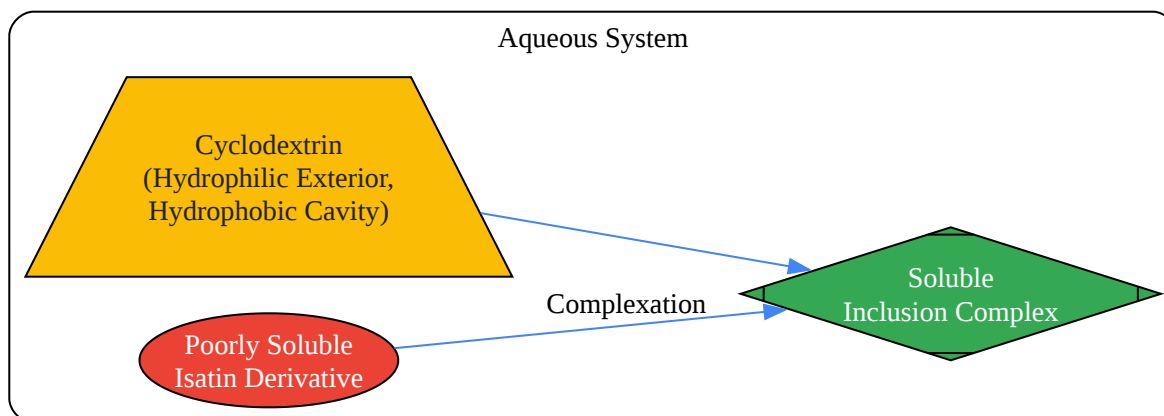 Aqueous System
Cyclodextrin
(Hydrophilic Exterior,
Hydrophobic Cavity)
Complexation
Soluble
Inclusion Complex
Poorly Soluble
Isatin Derivative